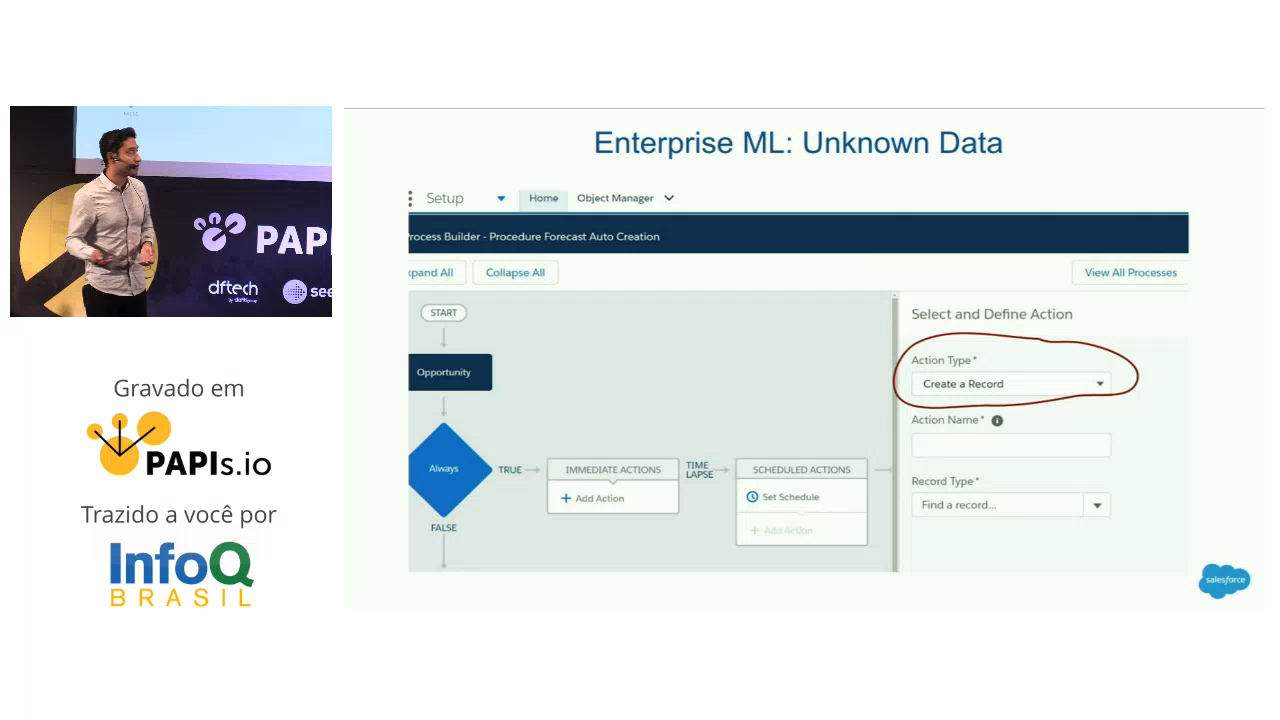 PAPI
dftech
see
Gravado em
PAPIs.io
Trazido a você por
InfoQ
BRASIL
Enterprise ML: Unknown Data
Setup
Home
Object Manager
Process Builder - Procedure Forecast Auto Creation
xpand All
Collapse All
View All Processes
START
Opportunity
Always
TRUE
FALSE
IMMEDIATE ACTIONS
+ Add Action
TIME
LAPSE
SCHEDULED ACTIONS
Set Schedule
+ Add Action
Select and Define Action
Action Type*
Create a Record
Action Name*
Record Type*
Find a record...
salesforce